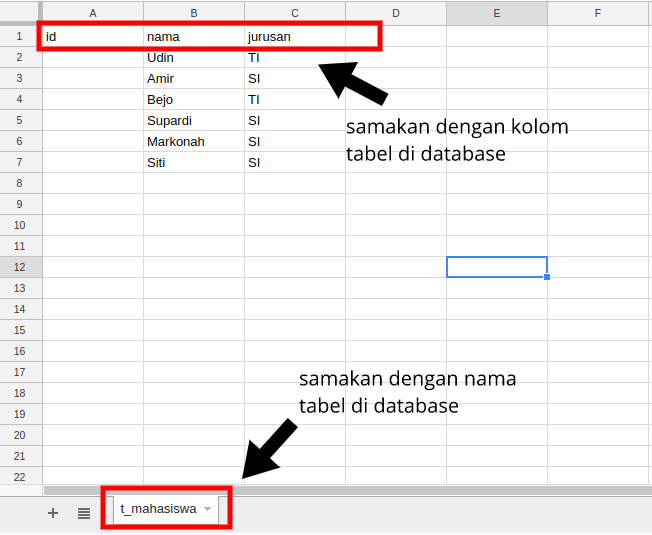 A B C D E F
1 id nama jurusan
2 Udin TI
3 Amir SI
4 Bejo TI
5 Supardi SI
6 Markonah SI
7 Siti SI
samakan dengan kolom
tabel di database
8
9
10
11
12
13
14
15
16
17
18
19
20
21
22
samakan dengan nama
tabel di database
t_mahasiswa